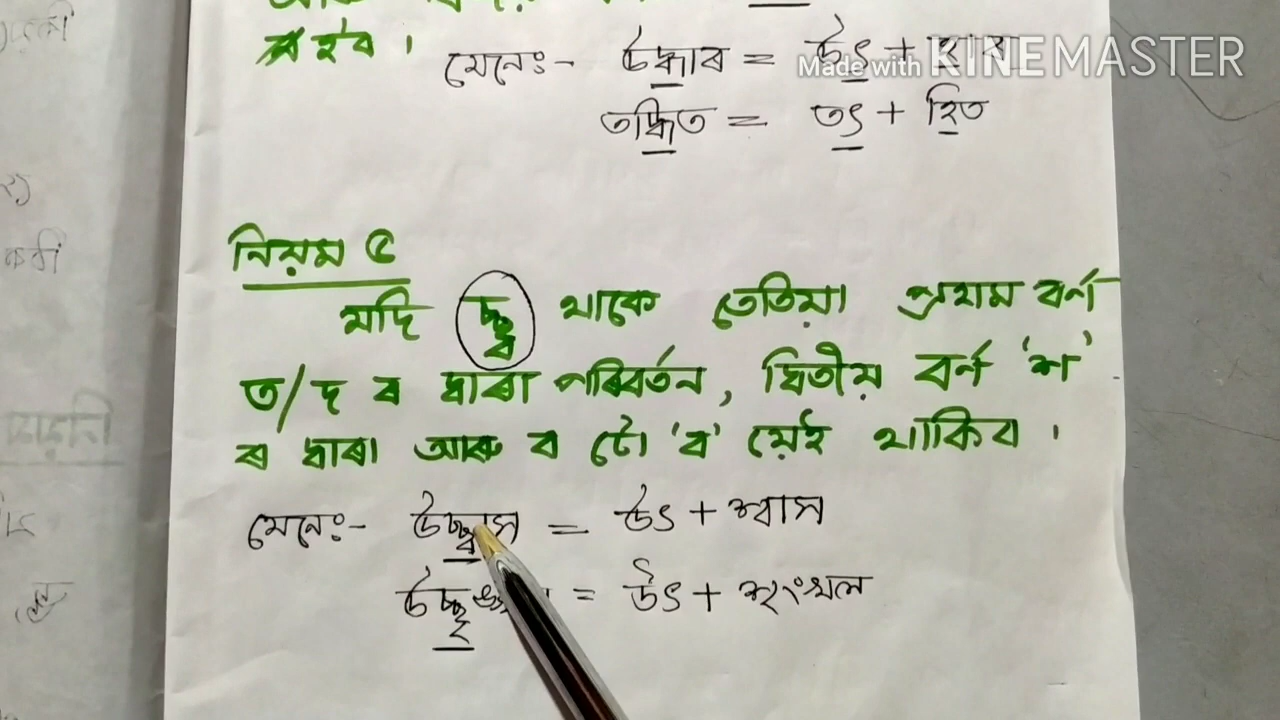 হ'ব ।
যেনেঃ- উদ্ধাৰ = উৎ + হাৰ
Made with KINEMASTER
তদ্ধিত = তৎ + হিত
নিয়ম ৫
যদি চ্ছ্ব থাকে তেতিয়া প্ৰথম বৰ্ণ
ত/দ ৰ দ্বাৰা পৰিবৰ্তন, দ্বিতীয় বৰ্ন 'শ'
ৰ দ্বাৰা আৰু ব টো 'ব' য়েই থাকিব ।
যেনেঃ- উচ্ছ্বাস = উৎ + শ্বাস
= উৎ + শৃংখল